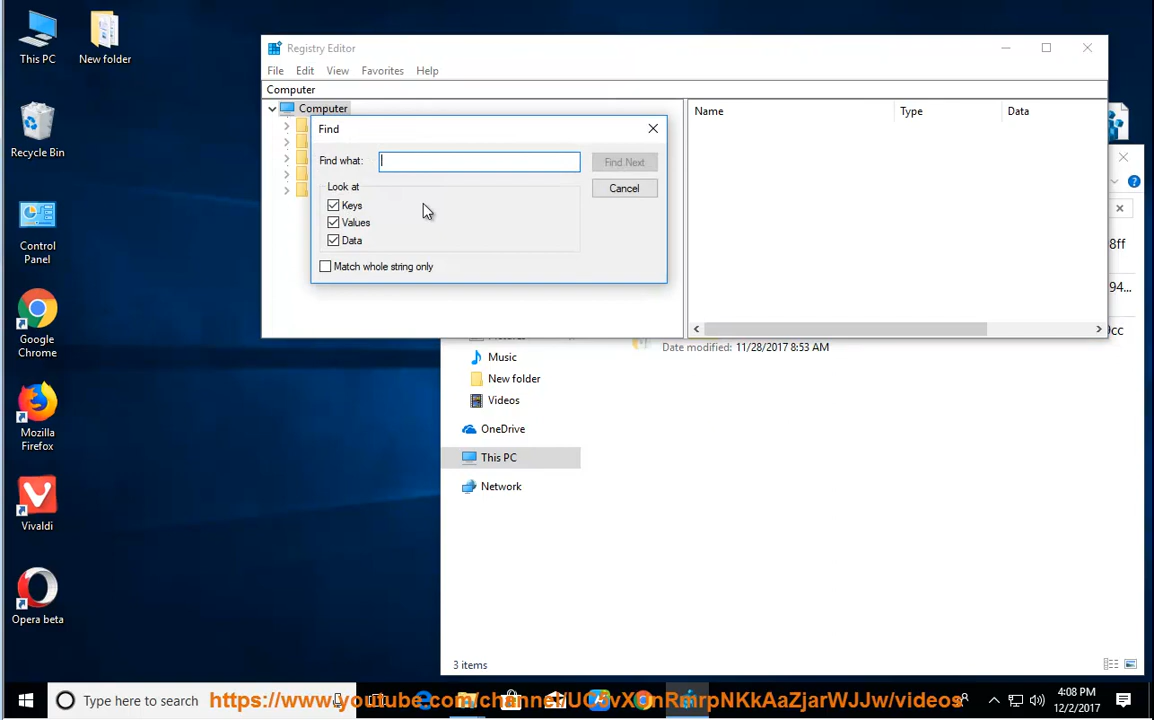 This PC
New folder
Recycle Bin
Control
Panel
Google
Chrome
Mozilla
Firefox
Vivaldi
Opera beta
Registry Editor
File Edit View Favorites Help
Computer
Computer
Name Type Data
Find
Find what:
Find Next
Look at
Cancel
Keys
Values
Data
Match whole string only
8ff
94...
9cc
Date modified: 11/28/2017 8:53 AM
Music
New folder
Videos
OneDrive
This PC
Network
3 items
Type here to search
4:08 PM
12/2/2017